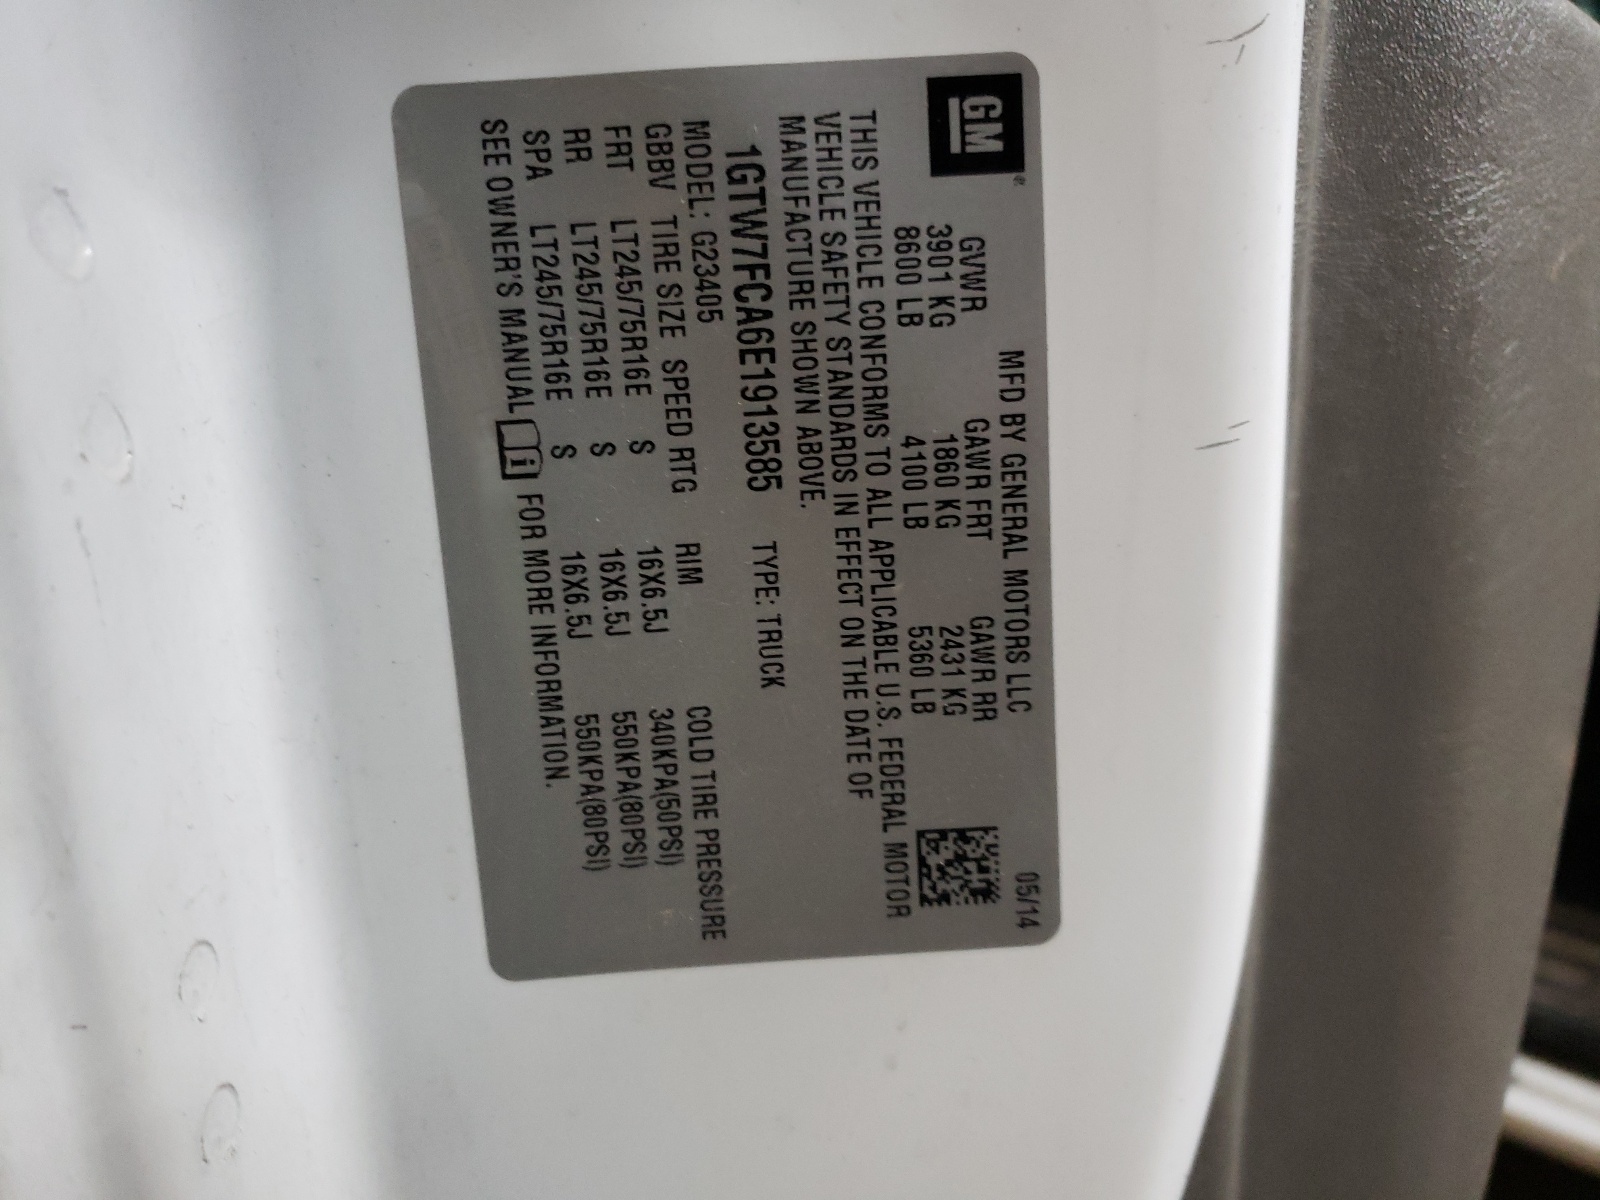 GM®
MFD BY GENERAL MOTORS LLC 05/14
GVWR GAWR FRT GAWR RR
3901 KG 1860 KG 2431 KG
8600 LB 4100 LB 5360 LB
THIS VEHICLE CONFORMS TO ALL APPLICABLE U.S. FEDERAL MOTOR
VEHICLE SAFETY STANDARDS IN EFFECT ON THE DATE OF
MANUFACTURE SHOWN ABOVE.
1GTW7FCA6E1913585 TYPE: TRUCK
MODEL: G23405
GBBV TIRE SIZE SPEED RTG RIM COLD TIRE PRESSURE
FRT LT245/75R16E S 16X6.5J 340KPA(50PSI)
RR LT245/75R16E S 16X6.5J 550KPA(80PSI)
SPA LT245/75R16E S 16X6.5J 550KPA(80PSI)
SEE OWNER'S MANUAL i FOR MORE INFORMATION.